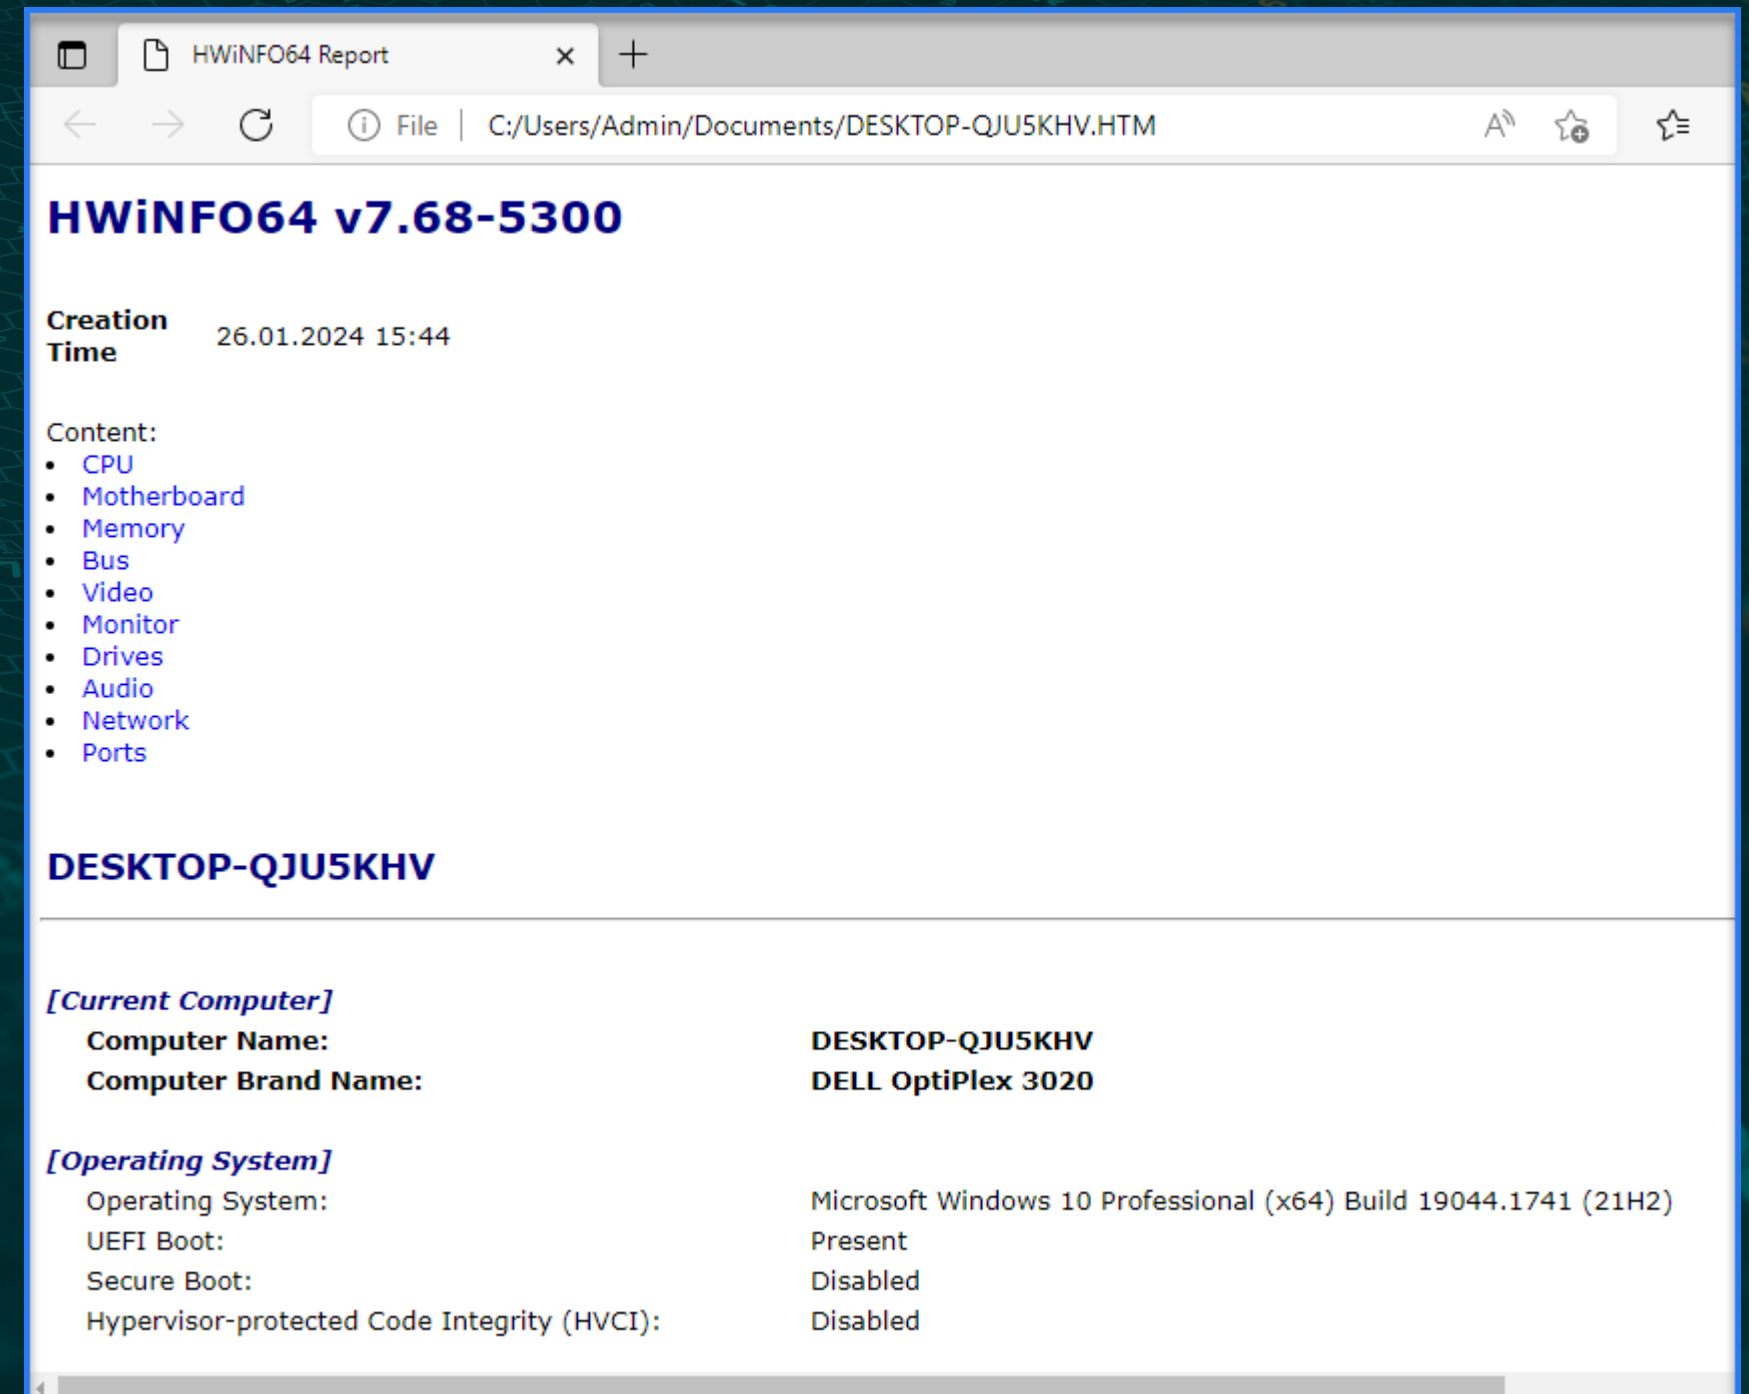 HWiNFO64 Report
File C:/Users/Admin/Documents/DESKTOP-QJU5KHV.HTM
HWiNFO64 v7.68-5300
Creation
Time 26.01.2024 15:44
Content:
• CPU
• Motherboard
• Memory
• Bus
• Video
• Monitor
• Drives
• Audio
• Network
• Ports
DESKTOP-QJU5KHV
[Current Computer]
Computer Name: DESKTOP-QJU5KHV
Computer Brand Name: DELL OptiPlex 3020
[Operating System]
Operating System: Microsoft Windows 10 Professional (x64) Build 19044.1741 (21H2)
UEFI Boot: Present
Secure Boot: Disabled
Hypervisor-protected Code Integrity (HVCI): Disabled